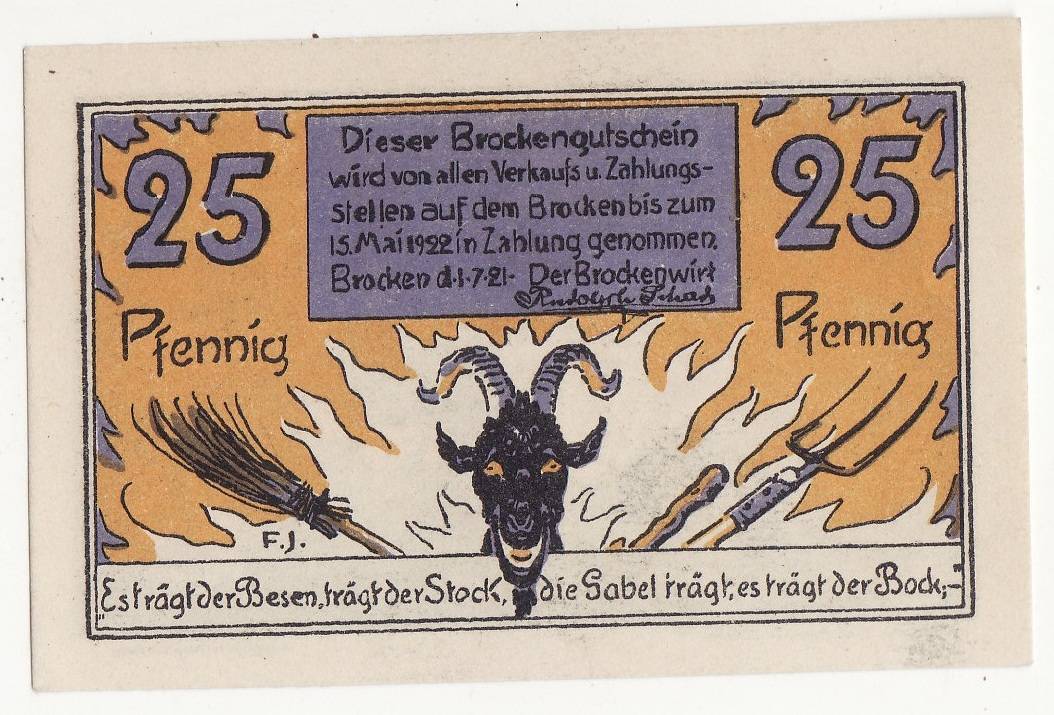 25
Pfennig
Dieser Brockengutschein
wird von allen Verkaufs u. Zahlungs-
stellen auf dem Brocken bis zum
15. Mai 1922 in Zahlung genommen.
Brocken d. 1. 7. 21. Der Brockenwirt
Rudolf Schade
25
Pfennig
F.J.
"Es trägt der Besen, trägt der Stock, die Gabel trägt, es trägt der Bock;-"